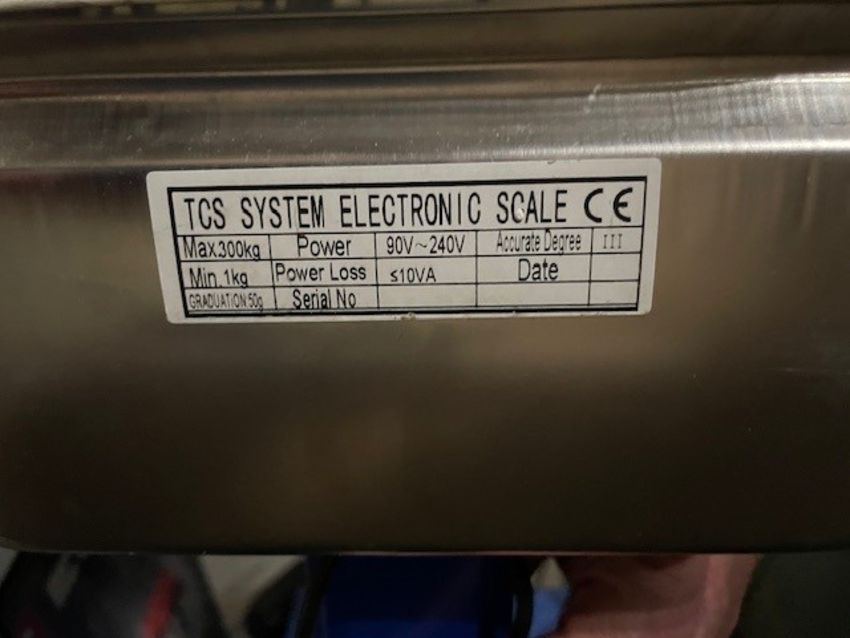 TCS SYSTEM ELECTRONIC SCALE CE
Max.300kg Power 90V~240V Accurate Degree III
Min.1kg Power Loss ≤10VA Date
GRADUATION 50g Serial No